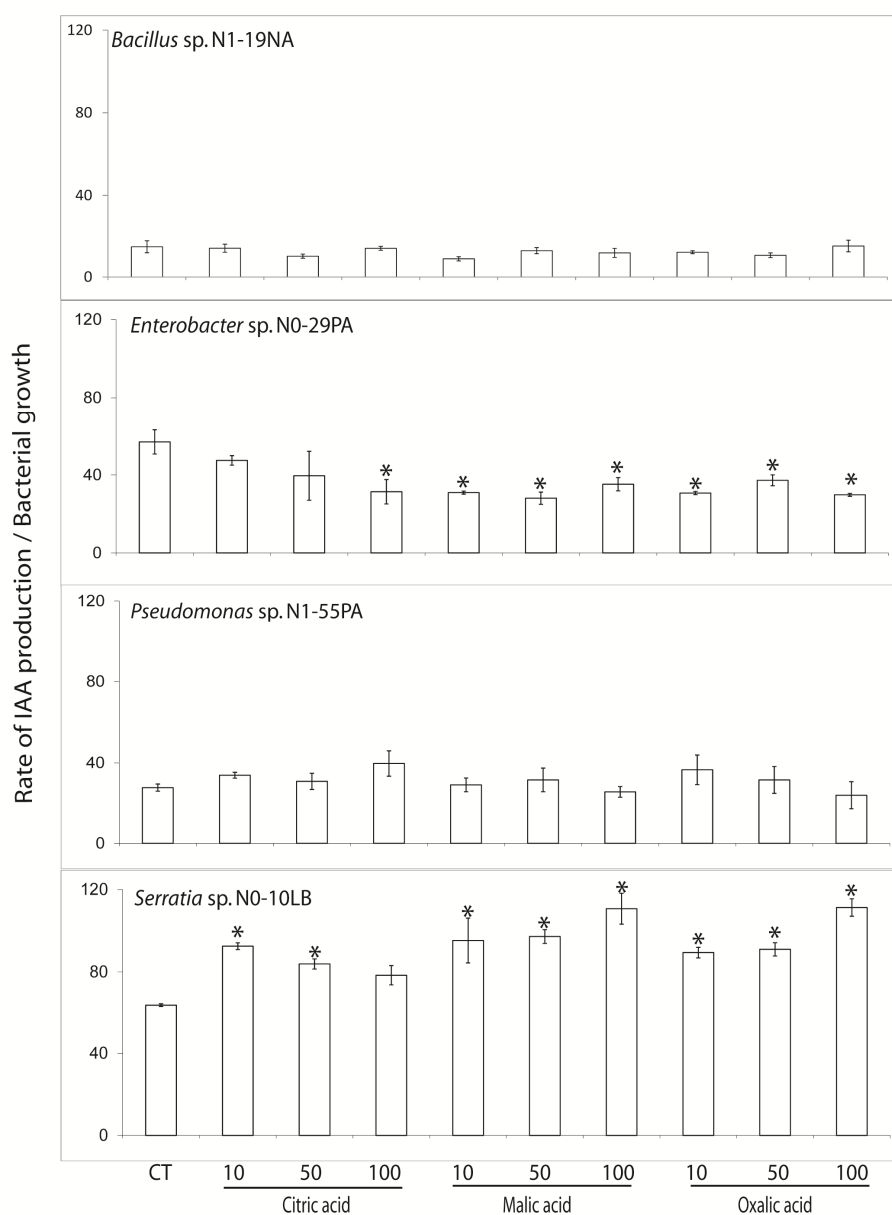 Rate of IAA production / Bacterial growth
Bacillus sp. N1-19NA
120
80
40
0
Enterobacter sp. N0-29PA
120
80
40
0
* * * * * * *
Pseudomonas sp. N1-55PA
120
80
40
0
Serratia sp. N0-10LB
120
80
40
0
* * * * * * * *
CT 10 50 100 10 50 100 10 50 100
Citric acid Malic acid Oxalic acid